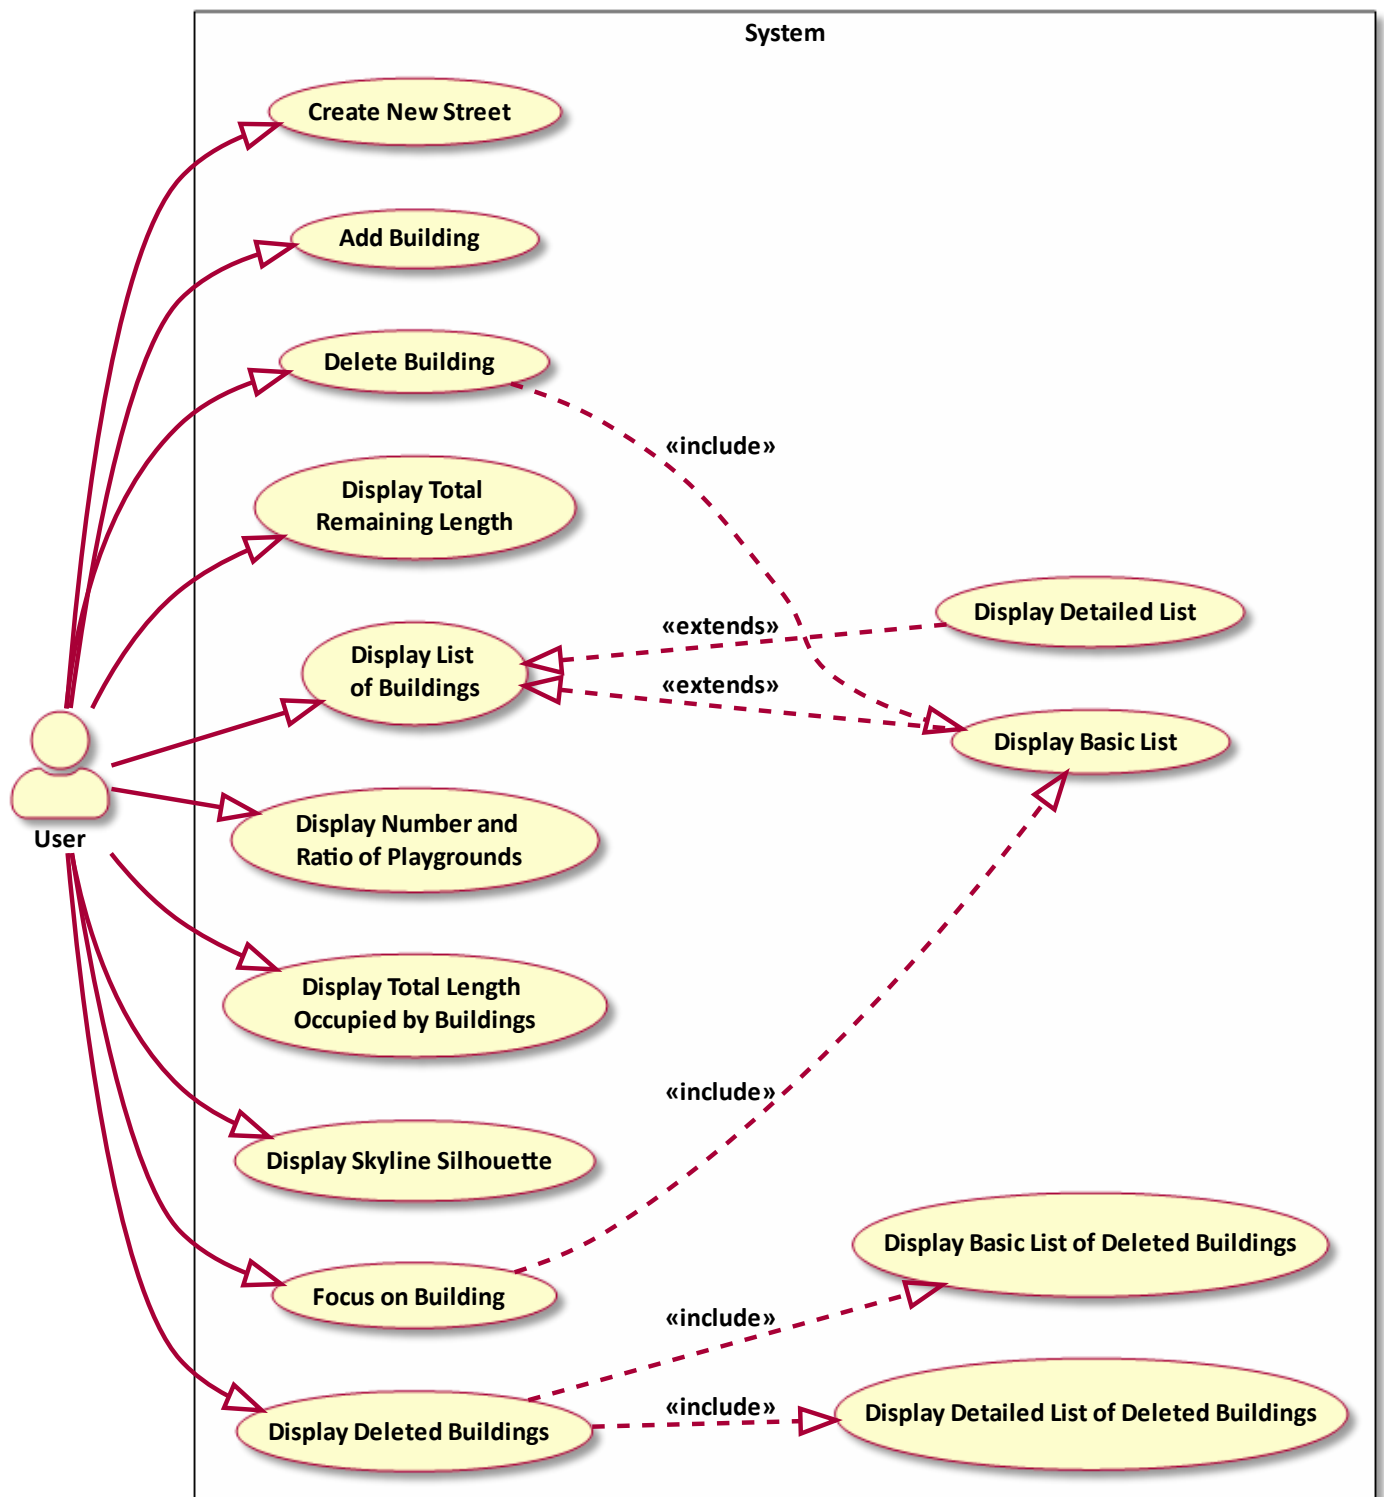 System
Create New Street
Add Building
Delete Building
«include»
Display Total
Remaining Length
Display Detailed List
«extends»
Display List
of Buildings
«extends»
Display Basic List
User
Display Number and
Ratio of Playgrounds
Display Total Length
Occupied by Buildings
«include»
Display Skyline Silhouette
Display Basic List of Deleted Buildings
Focus on Building
«include»
«include»
Display Detailed List of Deleted Buildings
Display Deleted Buildings